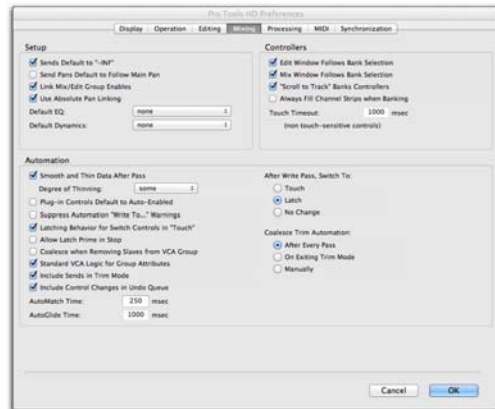 Pro Tools HD Preferences
Display Operation Editing Mixing Processing MIDI Synchronization
Setup
Sends Default to "-INF"
Send Pans Default to Follow Main Pan
Link Mix/Edit Group Enables
Use Absolute Pan Linking
Default EQ: none
Default Dynamics: none
Controllers
Edit Window Follows Bank Selection
Mix Window Follows Bank Selection
"Scroll to Track" Banks Controllers
Always Fill Channel Strips when Banking
Touch Timeout: 1000 msec
(non touch-sensitive controls)
Automation
Smooth and Thin Data After Pass
Degree of Thinning: some
Plug-in Controls Default to Auto-Enabled
Suppress Automation "Write To..." Warnings
Latching Behavior for Switch Controls in "Touch"
Allow Latch Prime in Stop
Coalesce when Removing Slaves from VCA Group
Standard VCA Logic for Group Attributes
Include Sends in Trim Mode
Include Control Changes in Undo Queue
AutoMatch Time: 250 msec
AutoGlide Time: 1000 msec
After Write Pass, Switch To:
Touch
Latch
No Change
Coalesce Trim Automation:
After Every Pass
On Exiting Trim Mode
Manually
Cancel OK